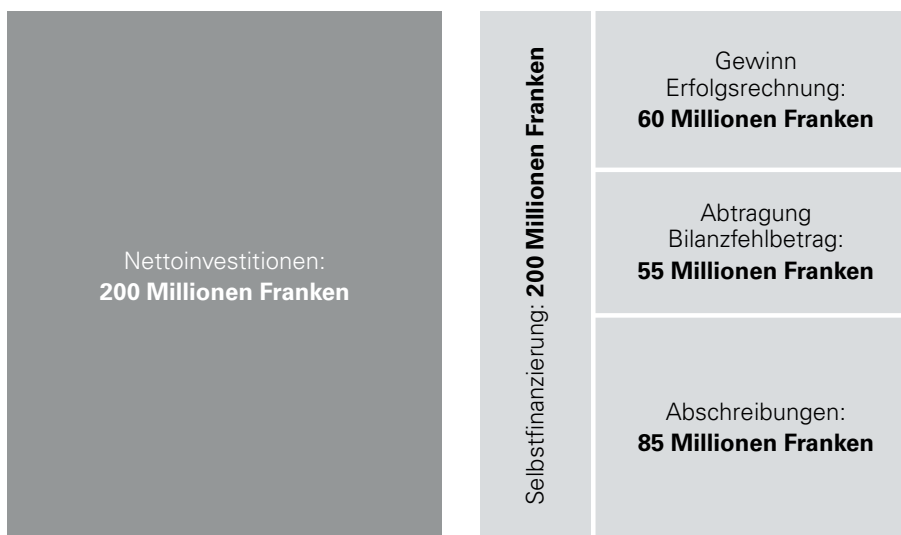 Nettoinvestitionen:
200 Millionen Franken
Selbstfinanzierung: 200 Millionen Franken
Gewinn
Erfolgsrechnung:
60 Millionen Franken
Abtragung
Bilanzfehlbetrag:
55 Millionen Franken
Abschreibungen:
85 Millionen Franken